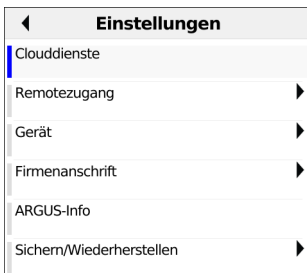 Einstellungen
Clouddienste
Remotezugang
Gerät
Firmenanschrift
ARGUS-Info
Sichern/Wiederherstellen